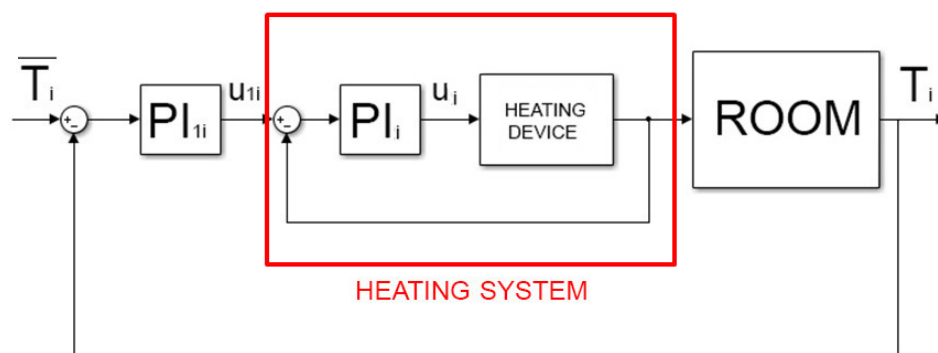 T̅ᵢ
+
-
PI₁ᵢ
u₁ᵢ
+
-
PIᵢ
uᵢ
HEATING
DEVICE
ROOM
Tᵢ
HEATING SYSTEM